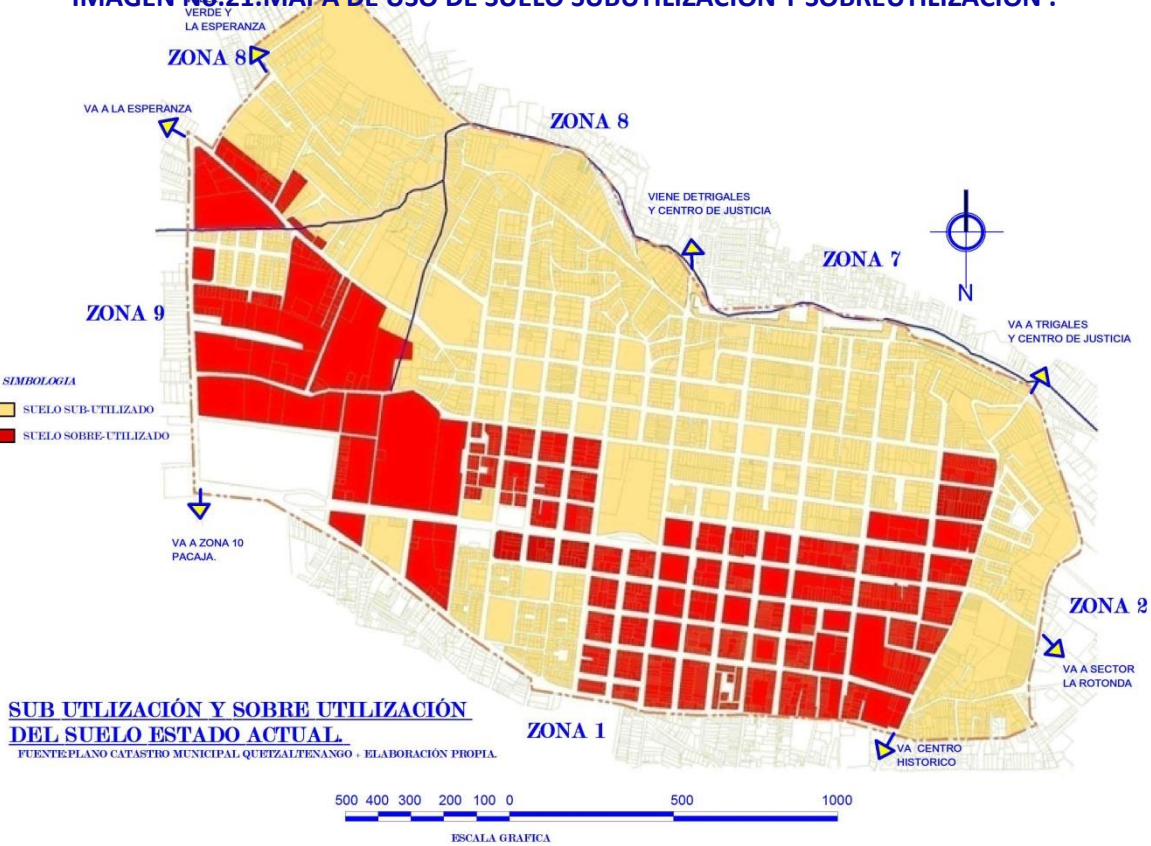 IMAGEN No.21.MAPA DE USO DE SUELO SUBUTILIZACIÓN Y SOBREUTILIZACIÓN .
VERDE Y
LA ESPERANZA
ZONA 8
VA A LA ESPERANZA
ZONA 8
VIENE DETRIGALES
Y CENTRO DE JUSTICIA
ZONA 7
N
ZONA 9
VA A TRIGALES
Y CENTRO DE JUSTICIA
SIMBOLOGIA
SUELO SUB-UTILIZADO
SUELO SOBRE-UTILIZADO
VA A ZONA 10
PACAJA.
ZONA 2
VA A SECTOR
LA ROTONDA
SUB UTLIZACIÓN Y SOBRE UTILIZACIÓN
DEL SUELO ESTADO ACTUAL.
FUENTE:PLANO CATASTRO MUNICIPAL QUETZALTENANGO + ELABORACIÓN PROPIA.
ZONA 1
VA CENTRO
HISTORICO
500 400 300 200 100 0 500 1000
ESCALA GRAFICA